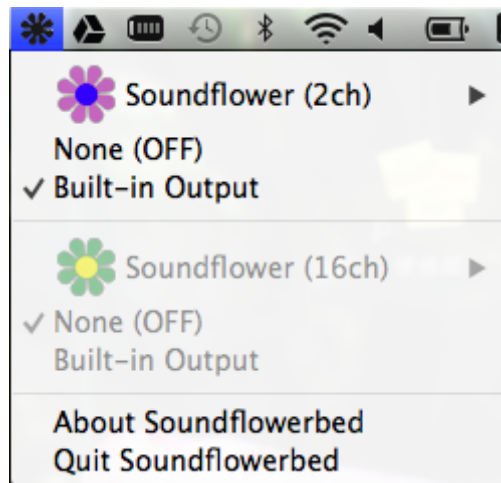 Soundflower (2ch)
None (OFF)
Built-in Output
Soundflower (16ch)
None (OFF)
Built-in Output
About Soundflowerbed
Quit Soundflowerbed